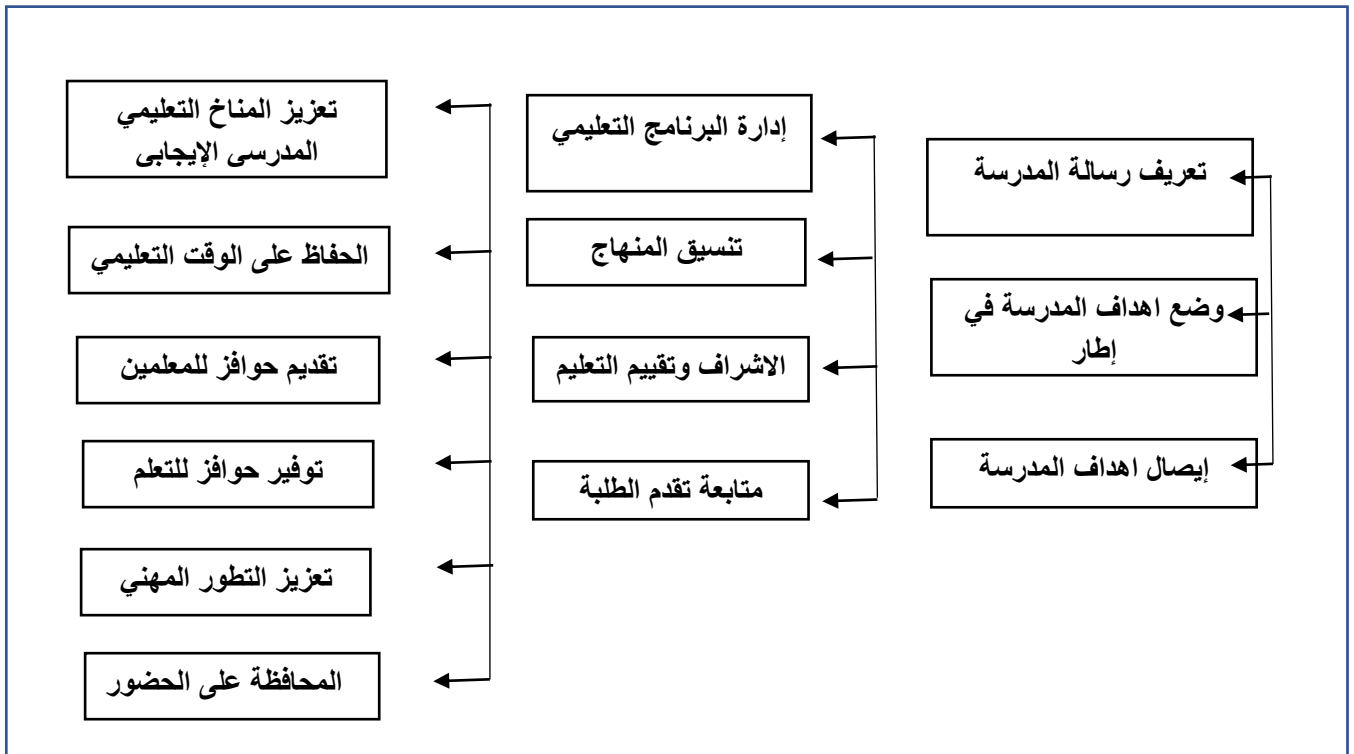 تعريف رسالة المدرسة
وضع اهداف المدرسة في
إطار
إيصال اهداف المدرسة
إدارة البرنامج التعليمي
تنسيق المنهاج
الاشراف وتقييم التعليم
متابعة تقدم الطلبة
تعزيز المناخ التعليمي
المدرسي الإيجابي
الحفاظ على الوقت التعليمي
تقديم حوافز للمعلمين
توفير حوافز للتعلم
تعزيز التطور المهني
المحافظة على الحضور